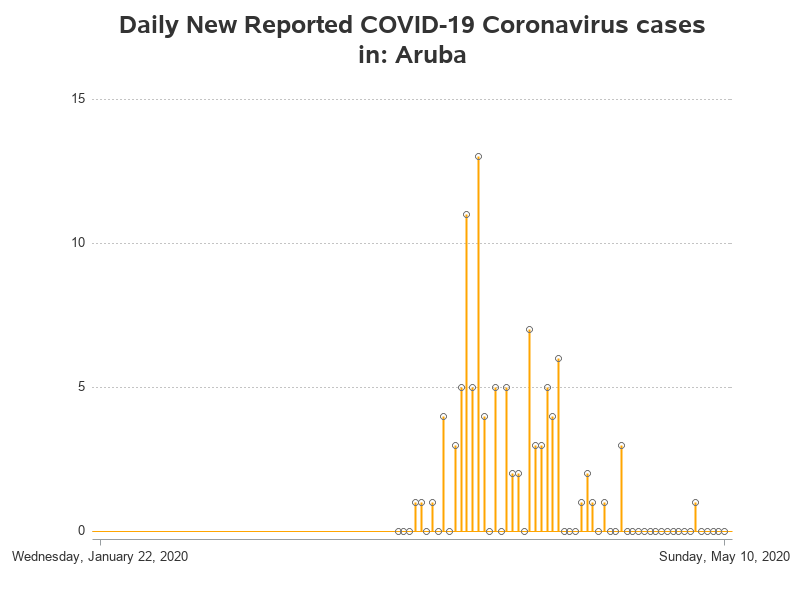 Daily New Reported COVID-19 Coronavirus cases
in: Aruba
15
10
5
0
Wednesday, January 22, 2020
Sunday, May 10, 2020